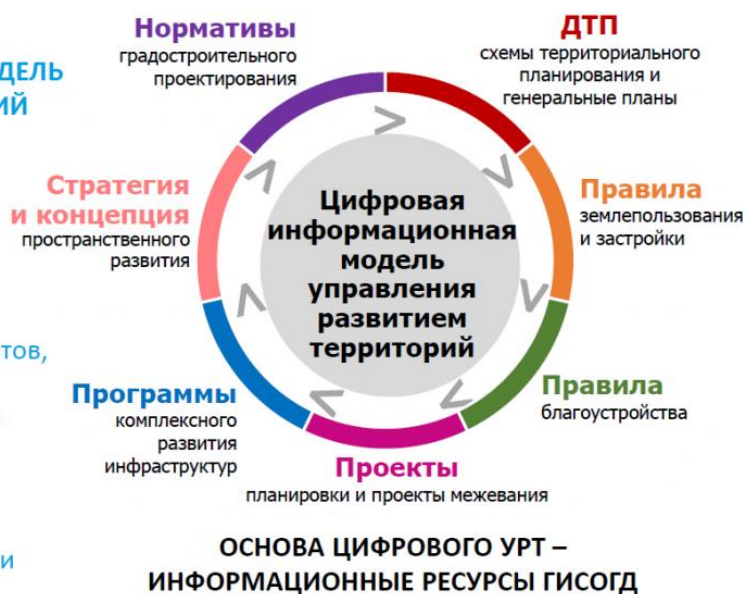 Нормативы
градостроительного
проектирования
ДТП
схемы территориального
планирования и
генеральные планы
Стратегия
и концепция
пространственного
развития
Цифровая
информационная
модель
управления
развитием
территорий
Правила
землепользования
и застройки
Программы
комплексного
развития
инфраструктур
Правила
благоустройства
Проекты
планировки и проекты межевания
ОСНОВА ЦИФРОВОГО УРТ –
ИНФОРМАЦИОННЫЕ РЕСУРСЫ ГИСОГД